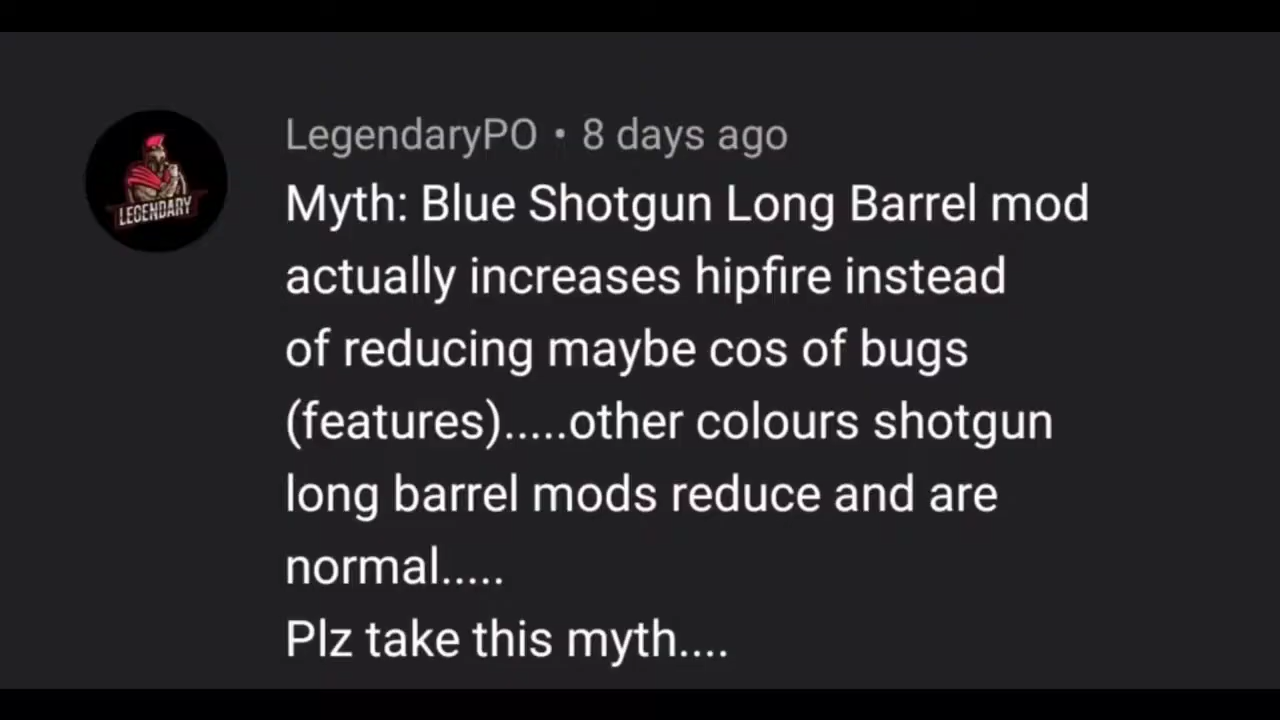 LegendaryPO • 8 days ago
LEGENDARY
Myth: Blue Shotgun Long Barrel mod
actually increases hipfire instead
of reducing maybe cos of bugs
(features).....other colours shotgun
long barrel mods reduce and are
normal.....
Plz take this myth....